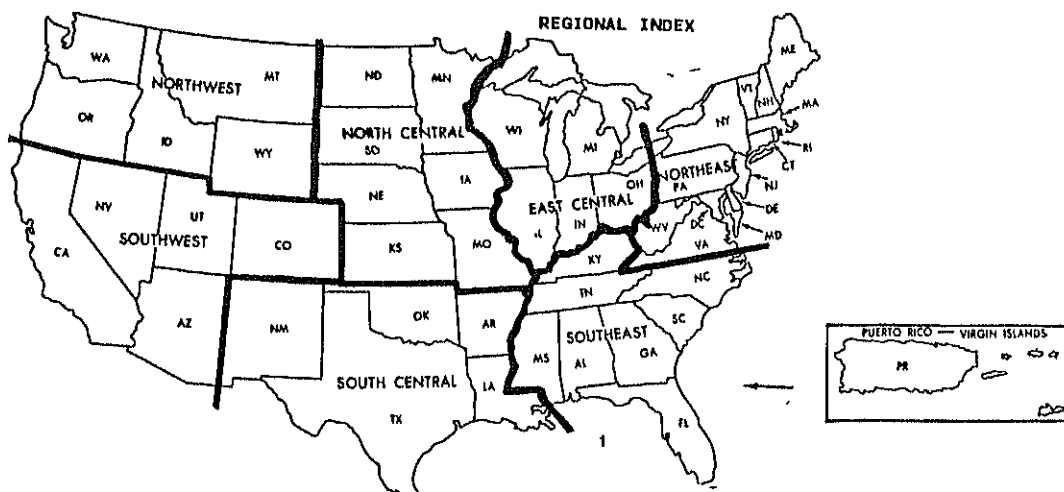 REGIONAL INDEX
WA
MT
ND
MN
ME
NORTHWEST
VT
NH
MA
OR
ID
WY
NORTH CENTRAL
SD
WI
MI
NY
RI
CT
IA
OH
NORTHEAST
PA
NJ
NV
UT
NE
EAST CENTRAL
IN
DE
CA
SOUTHWEST
CO
KS
MO
WV
DC
VA
MD
KY
NC
TN
AZ
NM
OK
AR
SOUTHEAST
SC
MS
AL
GA
SOUTH CENTRAL
LA
TX
FL
1
PUERTO RICO — VIRGIN ISLANDS
PR